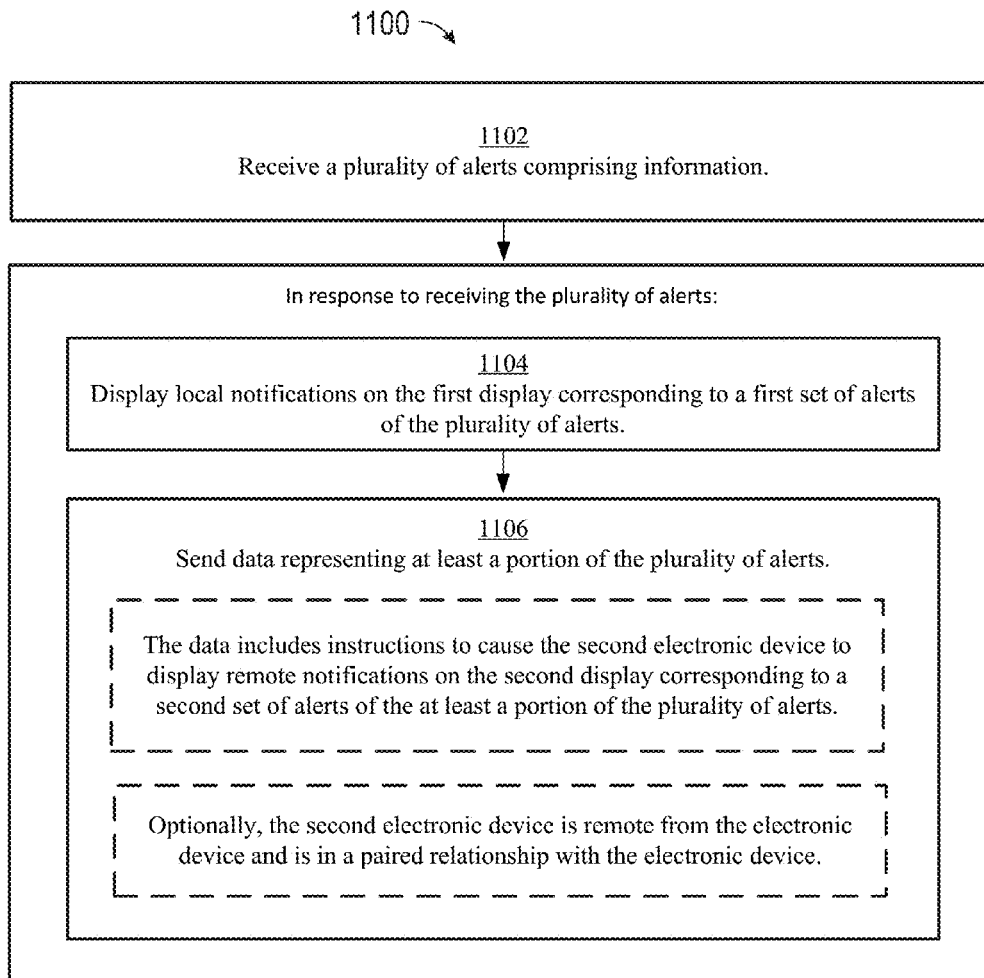 1100
1102
Receive a plurality of alerts comprising information.
In response to receiving the plurality of alerts:
1104
Display local notifications on the first display corresponding to a first set of alerts
of the plurality of alerts.
1106
Send data representing at least a portion of the plurality of alerts.
The data includes instructions to cause the second electronic device to
display remote notifications on the second display corresponding to a
second set of alerts of the at least a portion of the plurality of alerts.
Optionally, the second electronic device is remote from the electronic
device and is in a paired relationship with the electronic device.